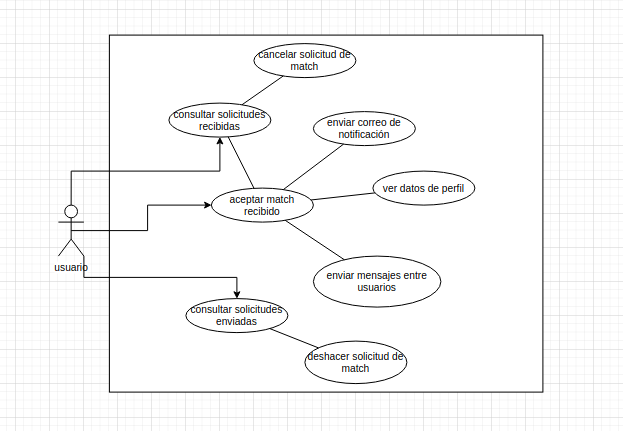 cancelar solicitud de
match
consultar solicitudes
recibidas
enviar correo de
notificación
ver datos de perfil
aceptar match
recibido
usuario
enviar mensajes entre
usuarios
consultar solicitudes
enviadas
deshacer solicitud de
match